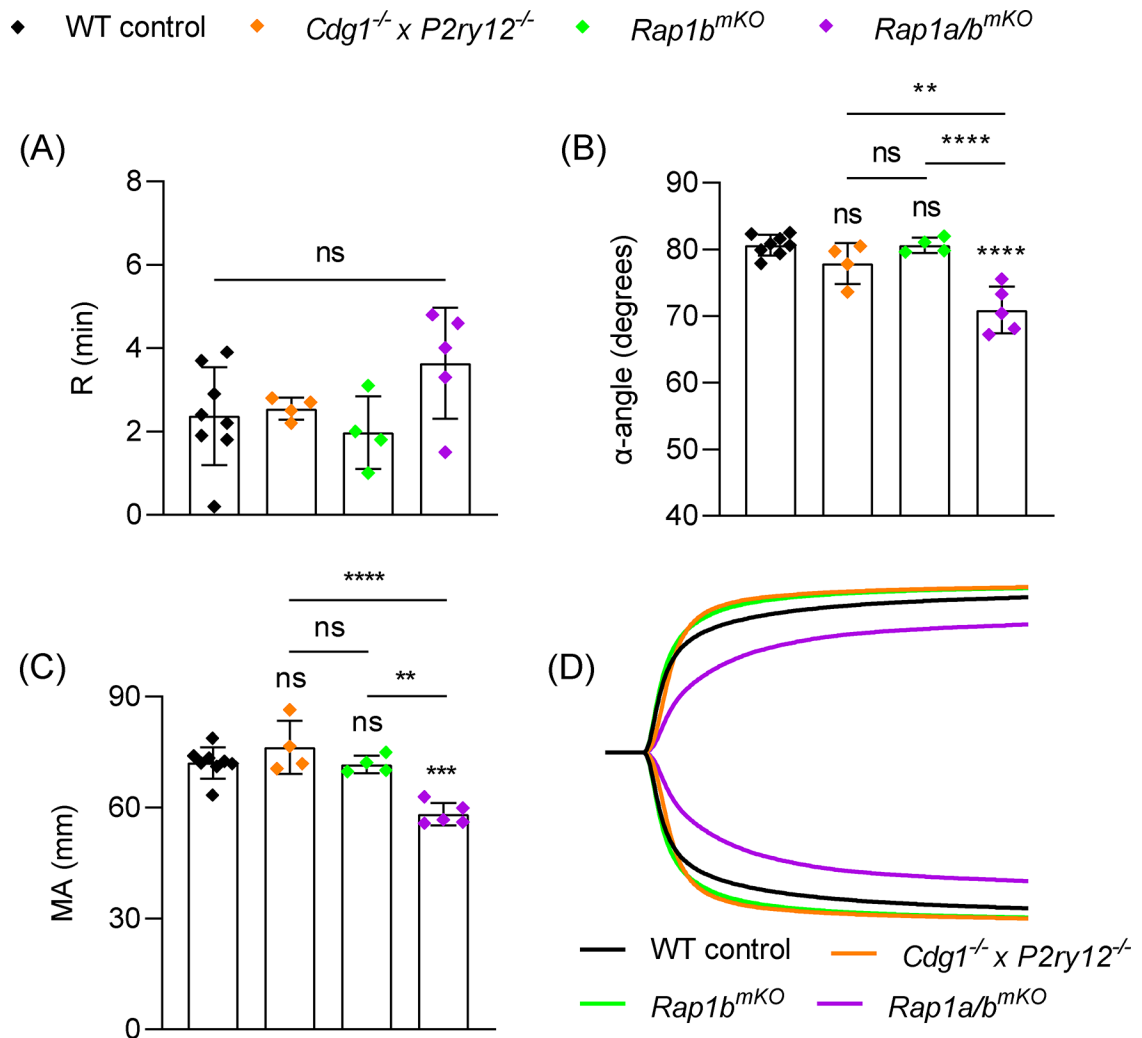 WT control Cdg1-/- x P2ry12-/- Rap1bmKO Rap1a/bmKO
(A)
8
6
4
2
0
R (min)
ns
(B)
**
ns ****
90
80
70
60
50
40
α-angle (degrees)
ns ns ****
(C)
****
ns
**
ns
ns
***
90
60
30
0
MA (mm)
(D)
WT control Cdg1-/- x P2ry12-/-
Rap1bmKO Rap1a/bmKO